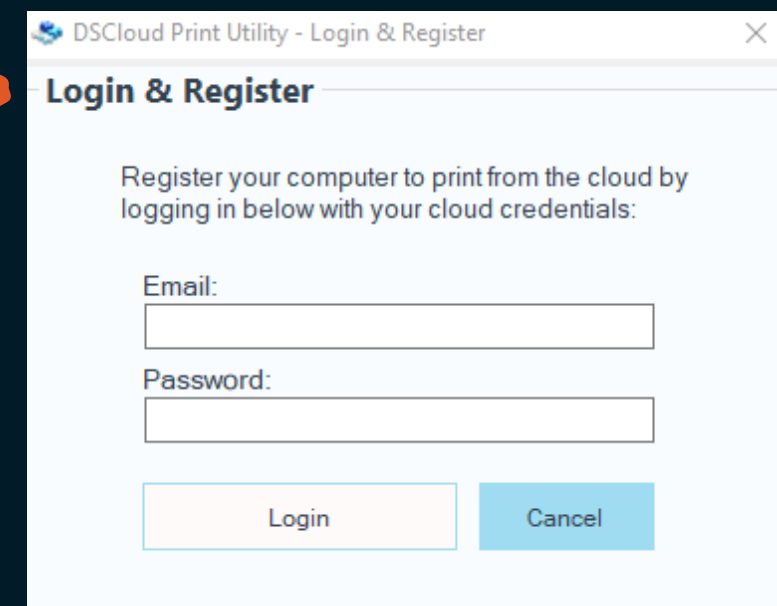 DSCloud Print Utility - Login & Register
Login & Register
Register your computer to print from the cloud by
logging in below with your cloud credentials:
Email:
Password:
Login
Cancel